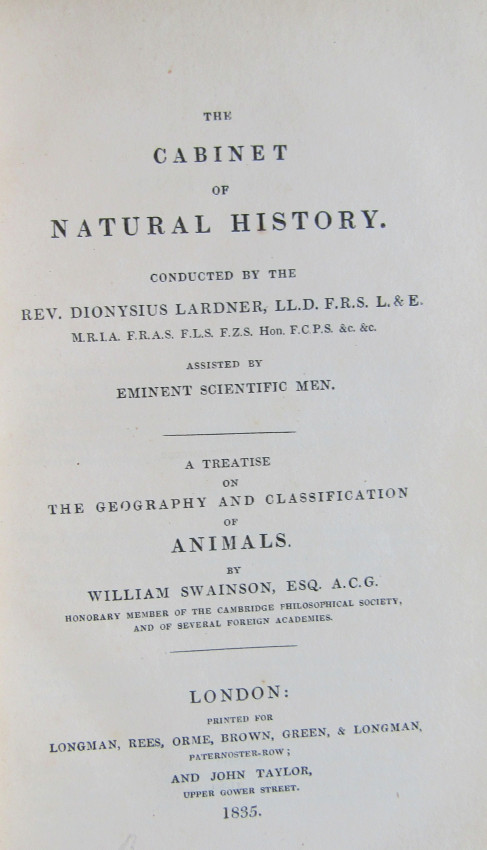 THE
CABINET
OF
NATURAL HISTORY.
CONDUCTED BY THE
REV. DIONYSIUS LARDNER, LL.D. F.R.S. L. & E.
M.R.I.A. F.R.A.S. F.L.S. F.Z.S. Hon. F.C.P.S. &c. &c.
ASSISTED BY
EMINENT SCIENTIFIC MEN.
A TREATISE
ON
THE GEOGRAPHY AND CLASSIFICATION
OF
ANIMALS.
BY
WILLIAM SWAINSON, ESQ. A.C.G.
HONORARY MEMBER OF THE CAMBRIDGE PHILOSOPHICAL SOCIETY,
AND OF SEVERAL FOREIGN ACADEMIES.
LONDON:
PRINTED FOR
LONGMAN, REES, ORME, BROWN, GREEN, & LONGMAN,
PATERNOSTER-ROW;
AND JOHN TAYLOR,
UPPER GOWER STREET.
1835.